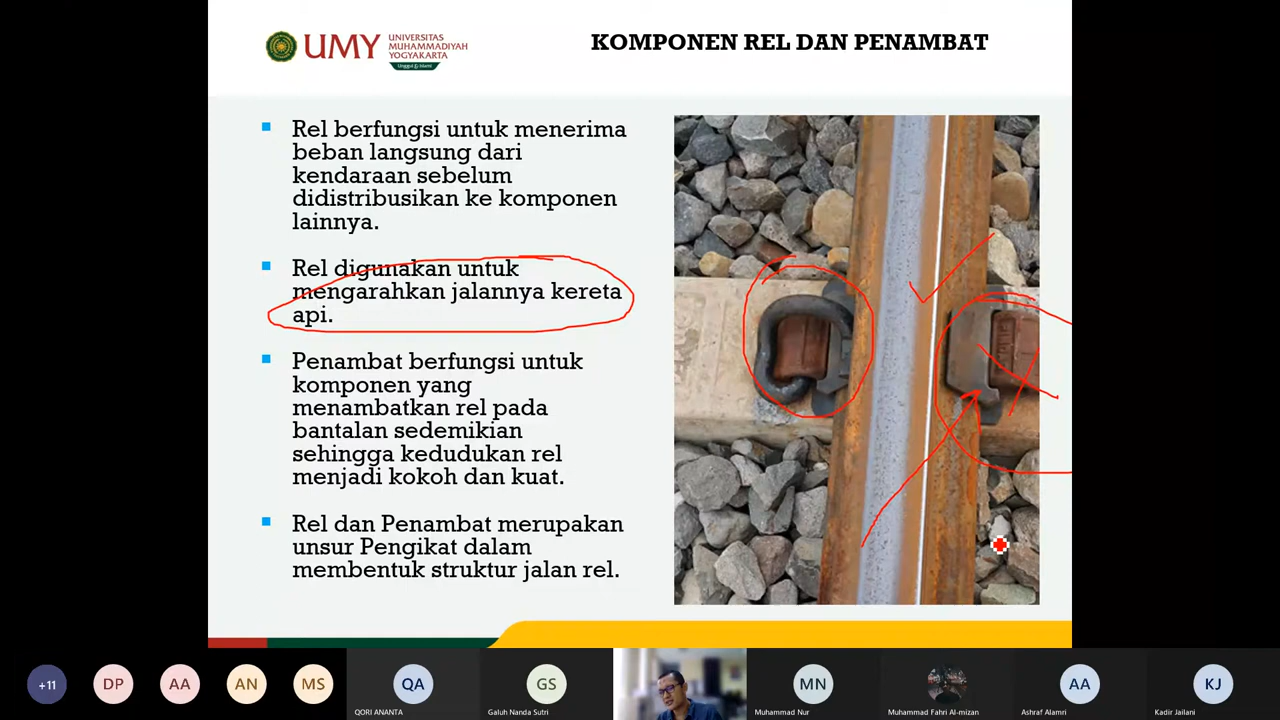 UMY
UNIVERSITAS
MUHAMMADIYAH
YOGYAKARTA
Unggul & Islami
KOMPONEN REL DAN PENAMBAT
Rel berfungsi untuk menerima
beban langsung dari
kendaraan sebelum
didistribusikan ke komponen
lainnya.
Rel digunakan untuk
mengarahkan jalannya kereta
api.
Penambat berfungsi untuk
komponen yang
menambatkan rel pada
bantalan sedemikian
sehingga kedudukan rel
menjadi kokoh dan kuat.
Rel dan Penambat merupakan
unsur Pengikat dalam
membentuk struktur jalan rel.
+11
DP
AA
AN
MS
QA
QORI ANANTA
GS
Galuh Nanda Sutri
MN
Muhammad Nur
Muhammad Fahri Al-mizan
AA
Ashraf Alamri
KJ
Kadir Jailani